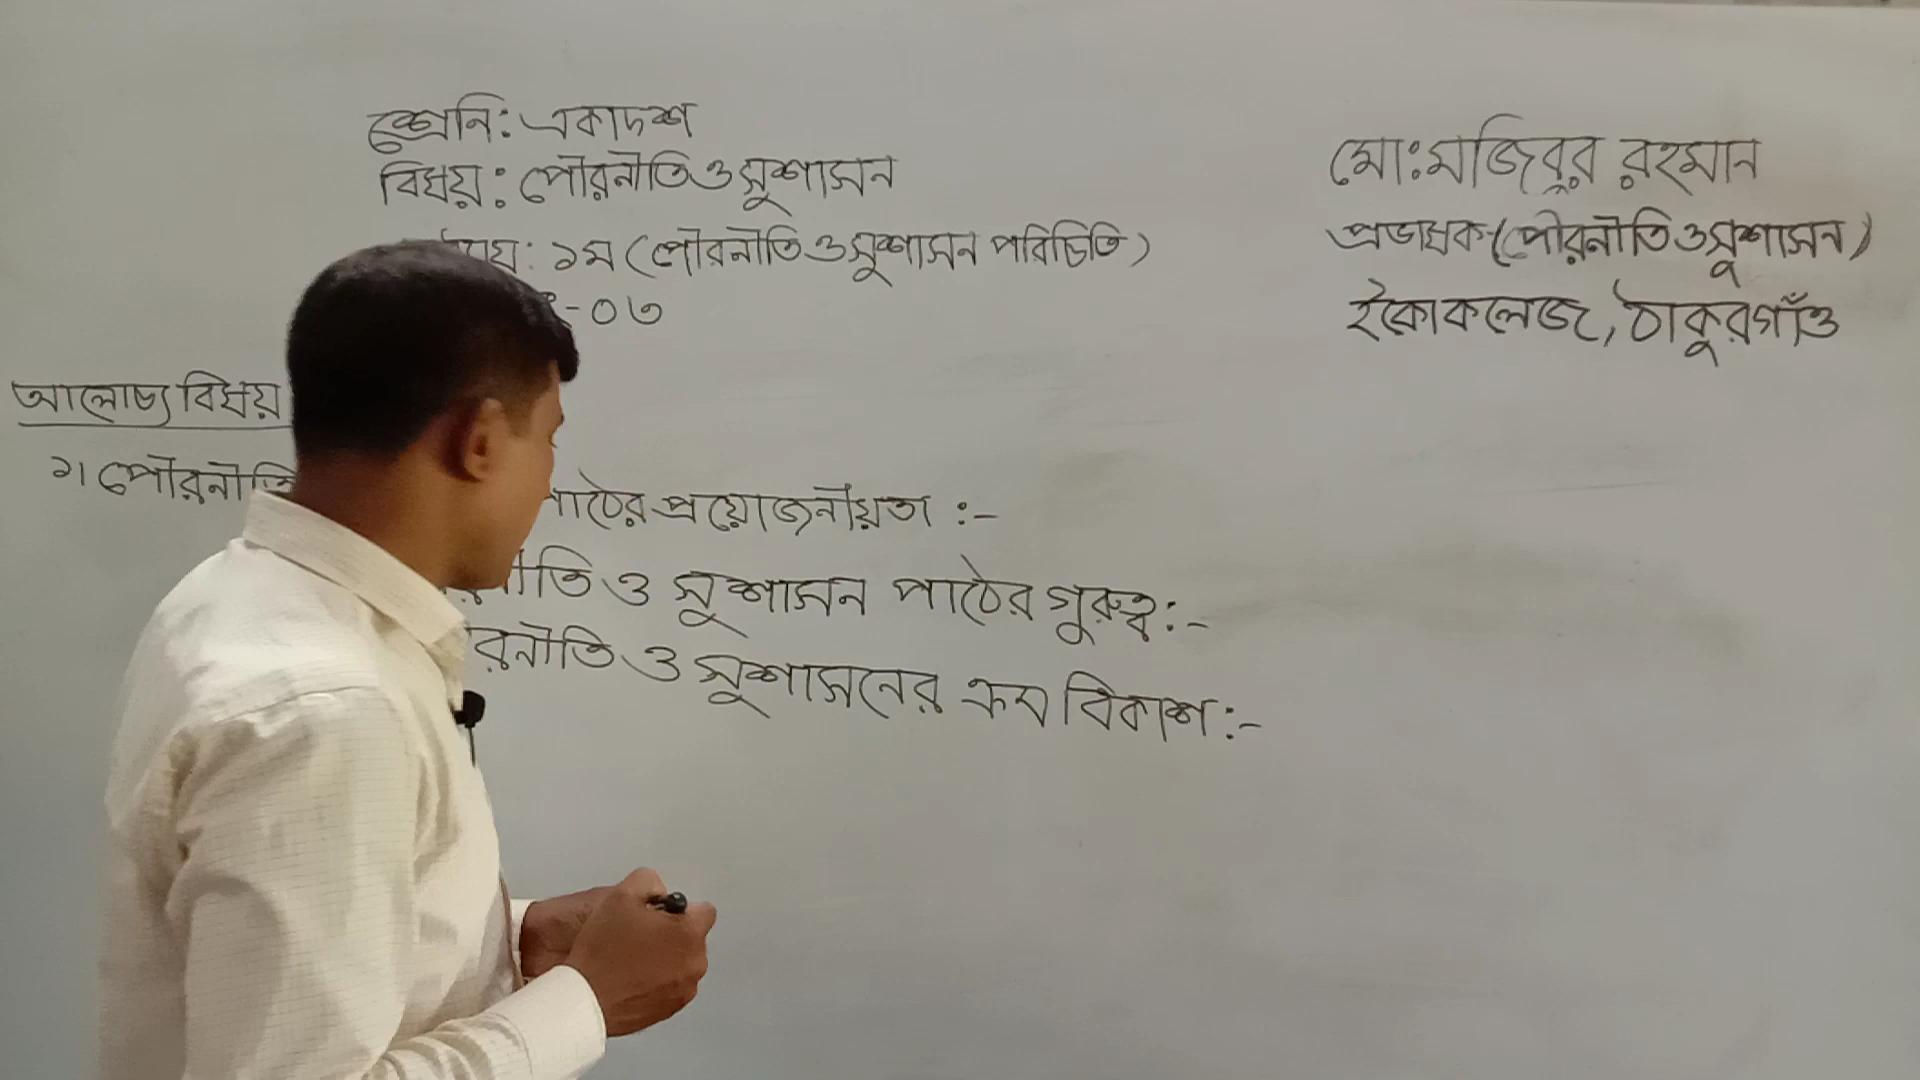 শ্রেনি: একাদশ
বিষয়: পৌরনীতি ও সুশাসন
১ম (পৌরনীতি ও সুশাসন পরিচিতি)
-০৩
মো: মজিবুর রহমান
প্রভাষক (পৌরনীতি ও সুশাসন)
ইকো কলেজ, ঠাকুরগাঁও
আলোচ্য বিষয়
১। পৌরনীতি পাঠের প্রয়োজনীয়তা :-
নীতি ও সুশাসন পাঠের গুরুত্ব:-
রনীতি ও সুশাসনের ক্রম বিকাশ:-